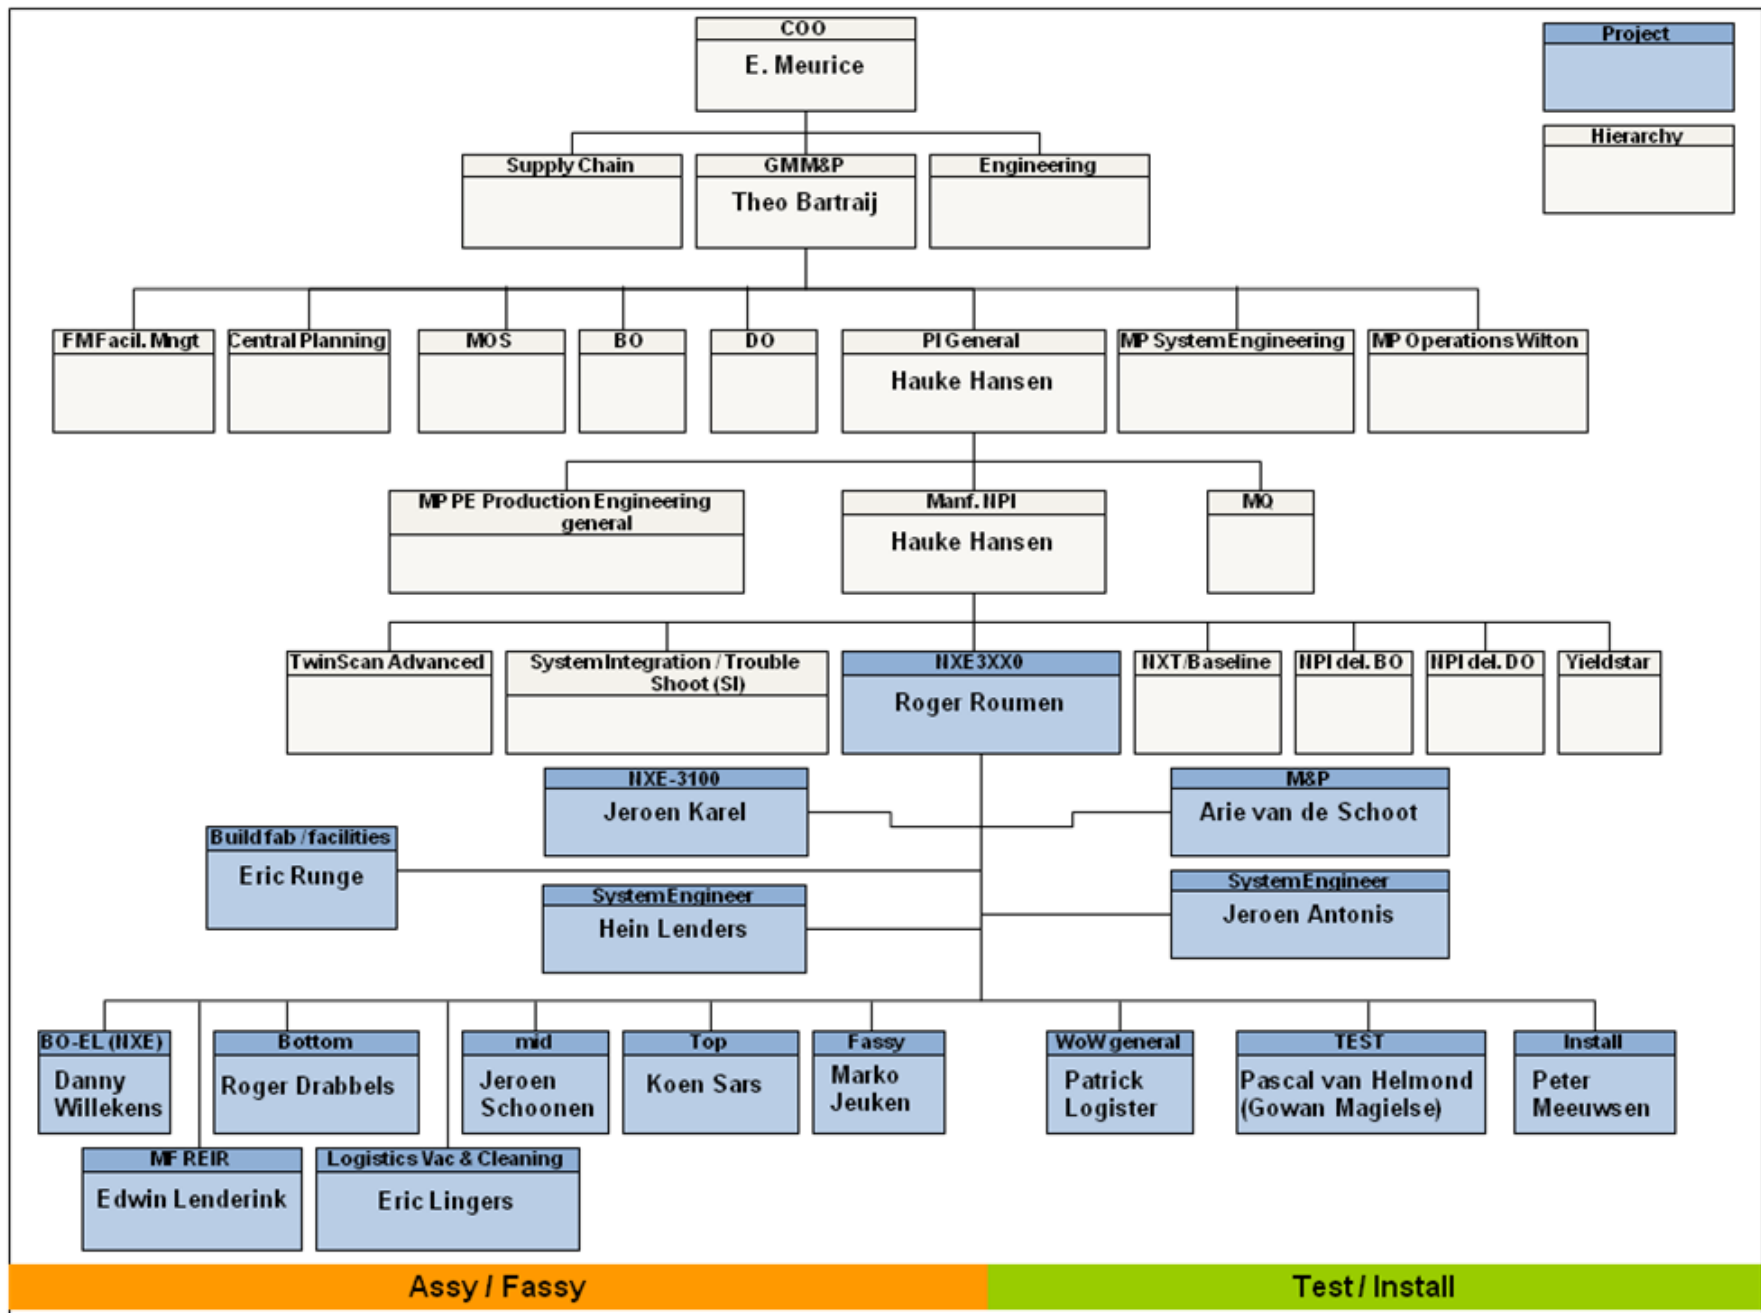 COO
E. Meurice
Project
Hierarchy
Supply Chain
GMM&P
Theo Bartraij
Engineering
FM Facil. Mngt
Central Planning
MOS
BO
DO
PI General
Hauke Hansen
MP System Engineering
MP Operations Wilton
MP PE Production Engineering
general
Manf. NPI
Hauke Hansen
MQ
TwinScan Advanced
System Integration / Trouble
Shoot (SI)
NXE3XX0
Roger Roumen
NXT/Baseline
NPI del. BO
NPI del. DO
Yieldstar
NXE-3100
Jeroen Karel
M&P
Arie van de Schoot
Build fab / facilities
Eric Runge
System Engineer
Hein Lenders
System Engineer
Jeroen Antonis
BO-EL (NXE)
Danny
Willekens
Bottom
Roger Drabbels
mid
Jeroen
Schoonen
Top
Koen Sars
Fassy
Marko
Jeuken
WoW general
Patrick
Logister
TEST
Pascal van Helmond
(Gowan Magielse)
Install
Peter
Meeuwsen
MF REIR
Edwin Lenderink
Logistics Vac & Cleaning
Eric Lingers
Assy / Fassy
Test / Install